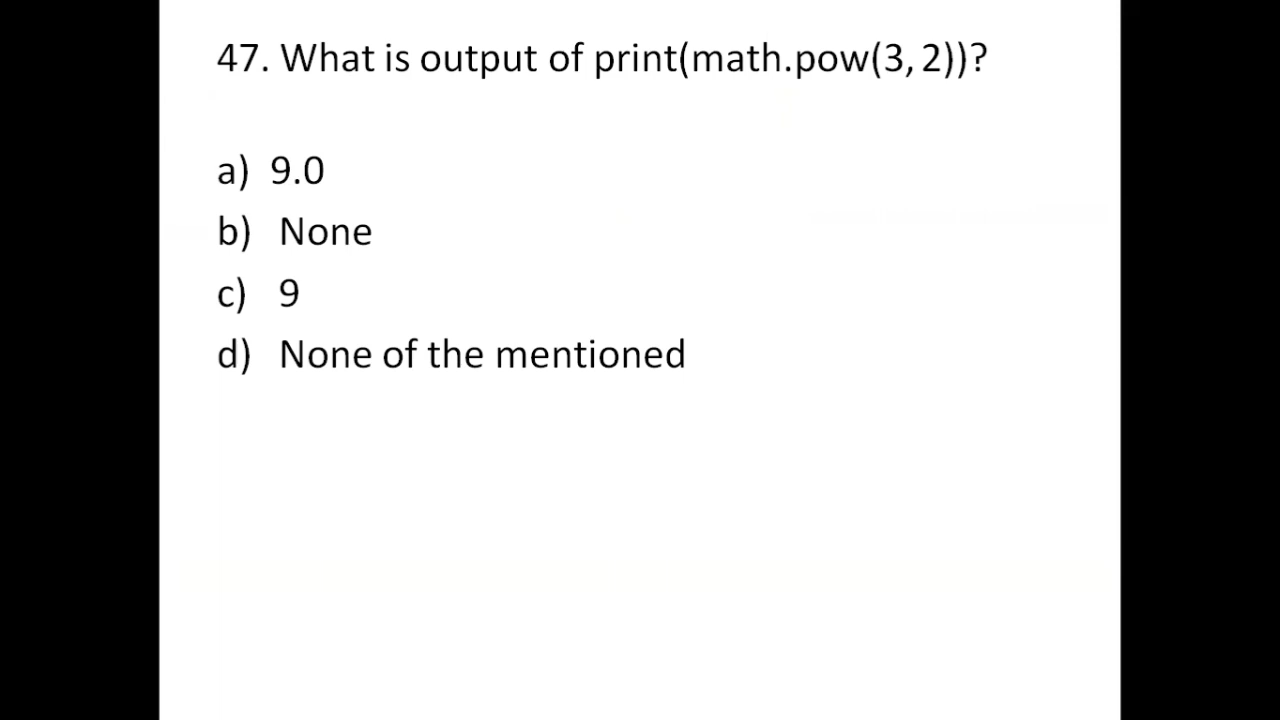 47. What is output of print(math.pow(3, 2))?
a) 9.0
b) None
c) 9
d) None of the mentioned